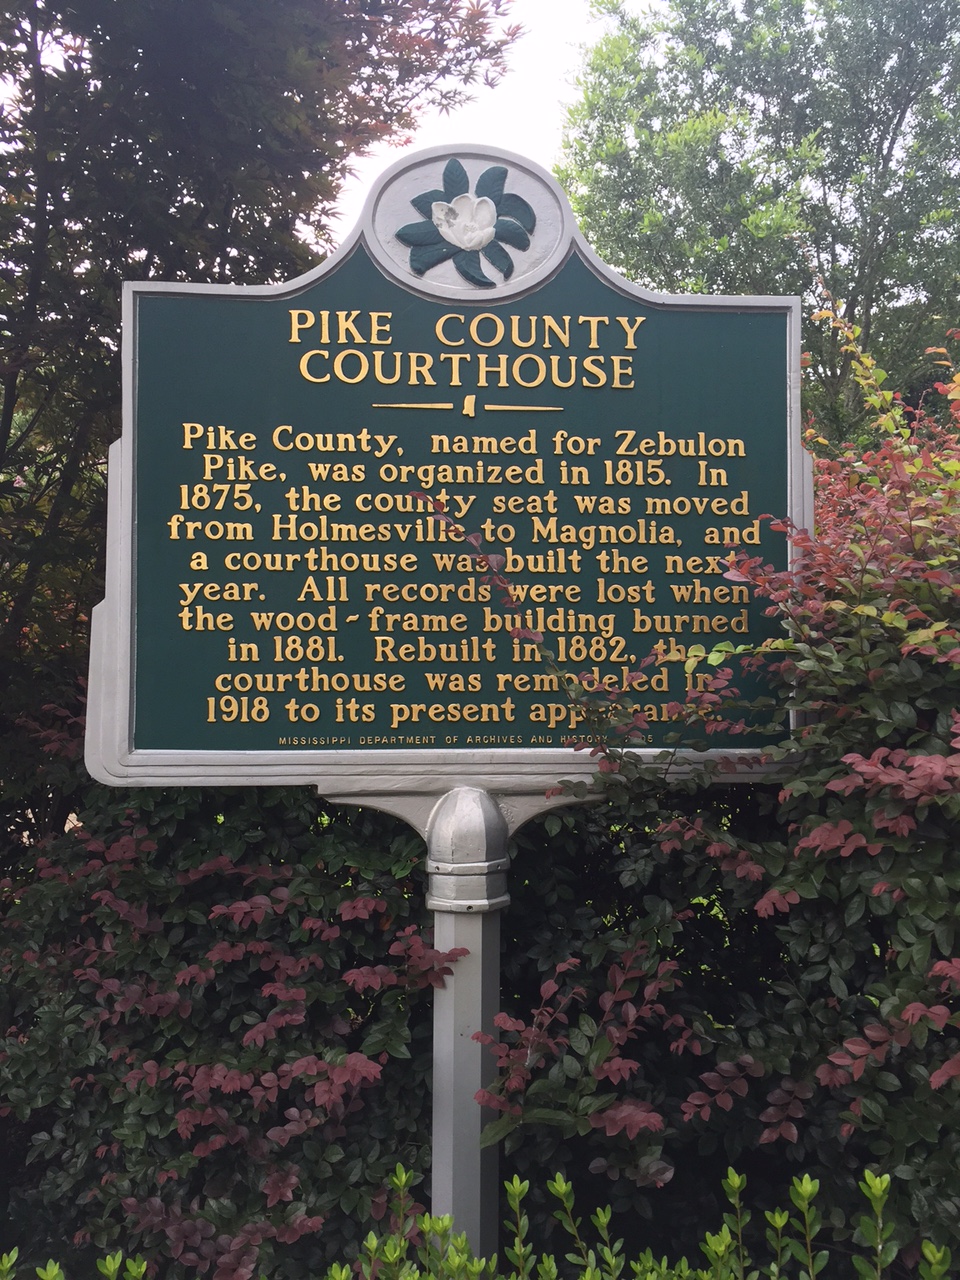 PIKE COUNTY
COURTHOUSE
Pike County, named for Zebulon
Pike, was organized in 1815. In
1875, the county seat was moved
from Holmesville to Magnolia, and
a courthouse was built the next
year. All records were lost when
the wood-frame building burned
in 1881. Rebuilt in 1882, the
courthouse was remodeled in
1918 to its present appearance.
MISSISSIPPI DEPARTMENT OF ARCHIVES AND HISTORY